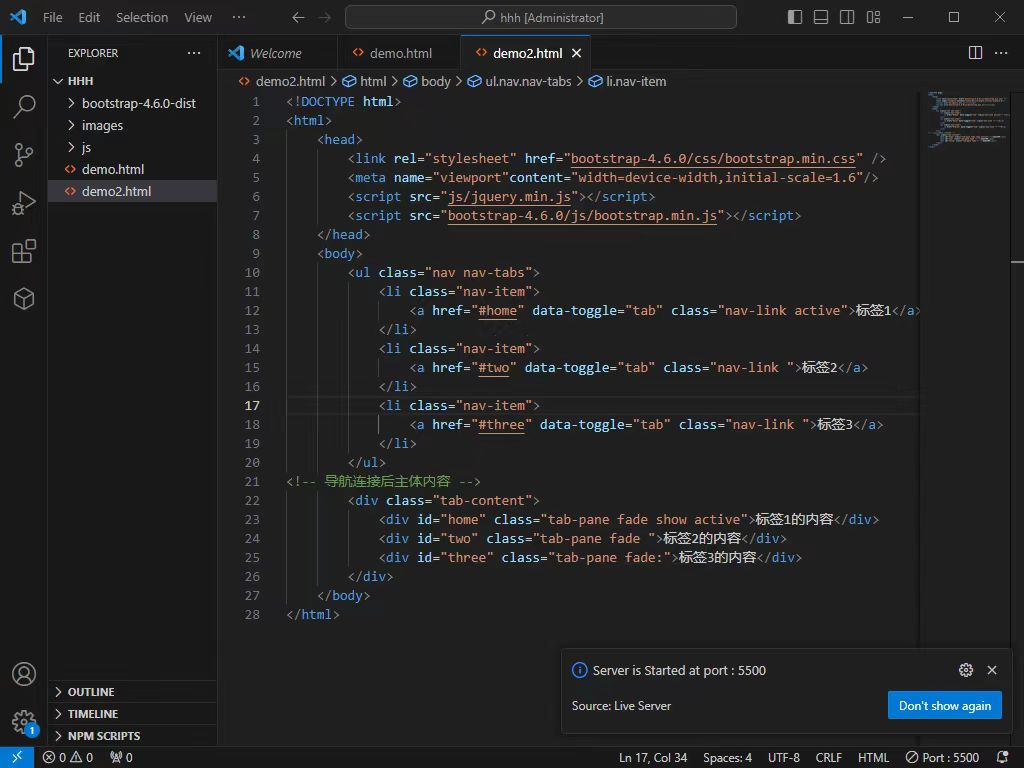 File Edit Selection View ··· hhh [Administrator]
EXPLORER ··· Welcome demo.html demo2.html
HHH demo2.html > html > body > ul.nav.nav-tabs > li.nav-item
bootstrap-4.6.0-dist
images
js
demo.html
demo2.html
1 <!DOCTYPE html>
2 <html>
3 <head>
4 <link rel="stylesheet" href="bootstrap-4.6.0/css/bootstrap.min.css" />
5 <meta name="viewport"content="width=device-width,initial-scale=1.6"/>
6 <script src="js/jquery.min.js"></script>
7 <script src="bootstrap-4.6.0/js/bootstrap.min.js"></script>
8 </head>
9 <body>
10 <ul class="nav nav-tabs">
11 <li class="nav-item">
12 <a href="#home" data-toggle="tab" class="nav-link active">标签1</a>
13 </li>
14 <li class="nav-item">
15 <a href="#two" data-toggle="tab" class="nav-link ">标签2</a>
16 </li>
17 <li class="nav-item">
18 <a href="#three" data-toggle="tab" class="nav-link ">标签3</a>
19 </li>
20 </ul>
21 <!-- 导航连接后主体内容 -->
22 <div class="tab-content">
23 <div id="home" class="tab-pane fade show active">标签1的内容</div>
24 <div id="two" class="tab-pane fade ">标签2的内容</div>
25 <div id="three" class="tab-pane fade:">标签3的内容</div>
26 </div>
27 </body>
28 </html>
OUTLINE
TIMELINE
NPM SCRIPTS
1
Server is Started at port : 5500
Source: Live Server Don't show again
0 0 0 Ln 17, Col 34 Spaces: 4 UTF-8 CRLF HTML Port : 5500